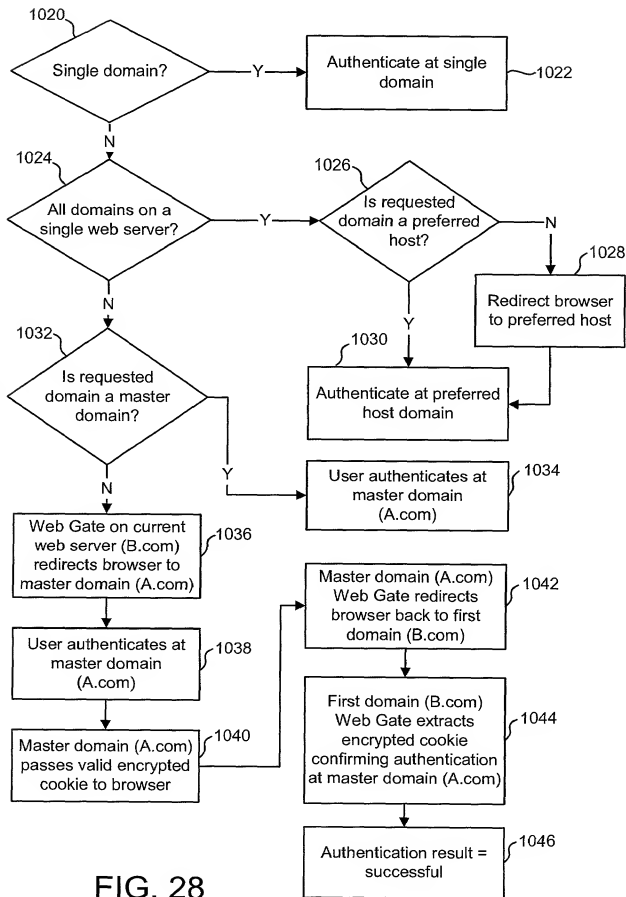 1020
Single domain?
Y
Authenticate at single
domain
1022
N
1024
All domains on a
single web server?
Y
1026
Is requested
domain a preferred
host?
N
1028
Redirect browser
to preferred host
Y
1030
Authenticate at preferred
host domain
N
1032
Is requested
domain a master
domain?
Y
User authenticates at
master domain
(A.com)
1034
N
Web Gate on current
web server (B.com)
redirects browser to
master domain (A.com)
1036
User authenticates at
master domain
(A.com)
1038
Master domain (A.com)
passes valid encrypted
cookie to browser
1040
Master domain (A.com)
Web Gate redirects
browser back to first
domain (B.com)
1042
First domain (B.com)
Web Gate extracts
encrypted cookie
confirming authentication
at master domain (A.com)
1044
Authentication result =
successful
1046
FIG. 28